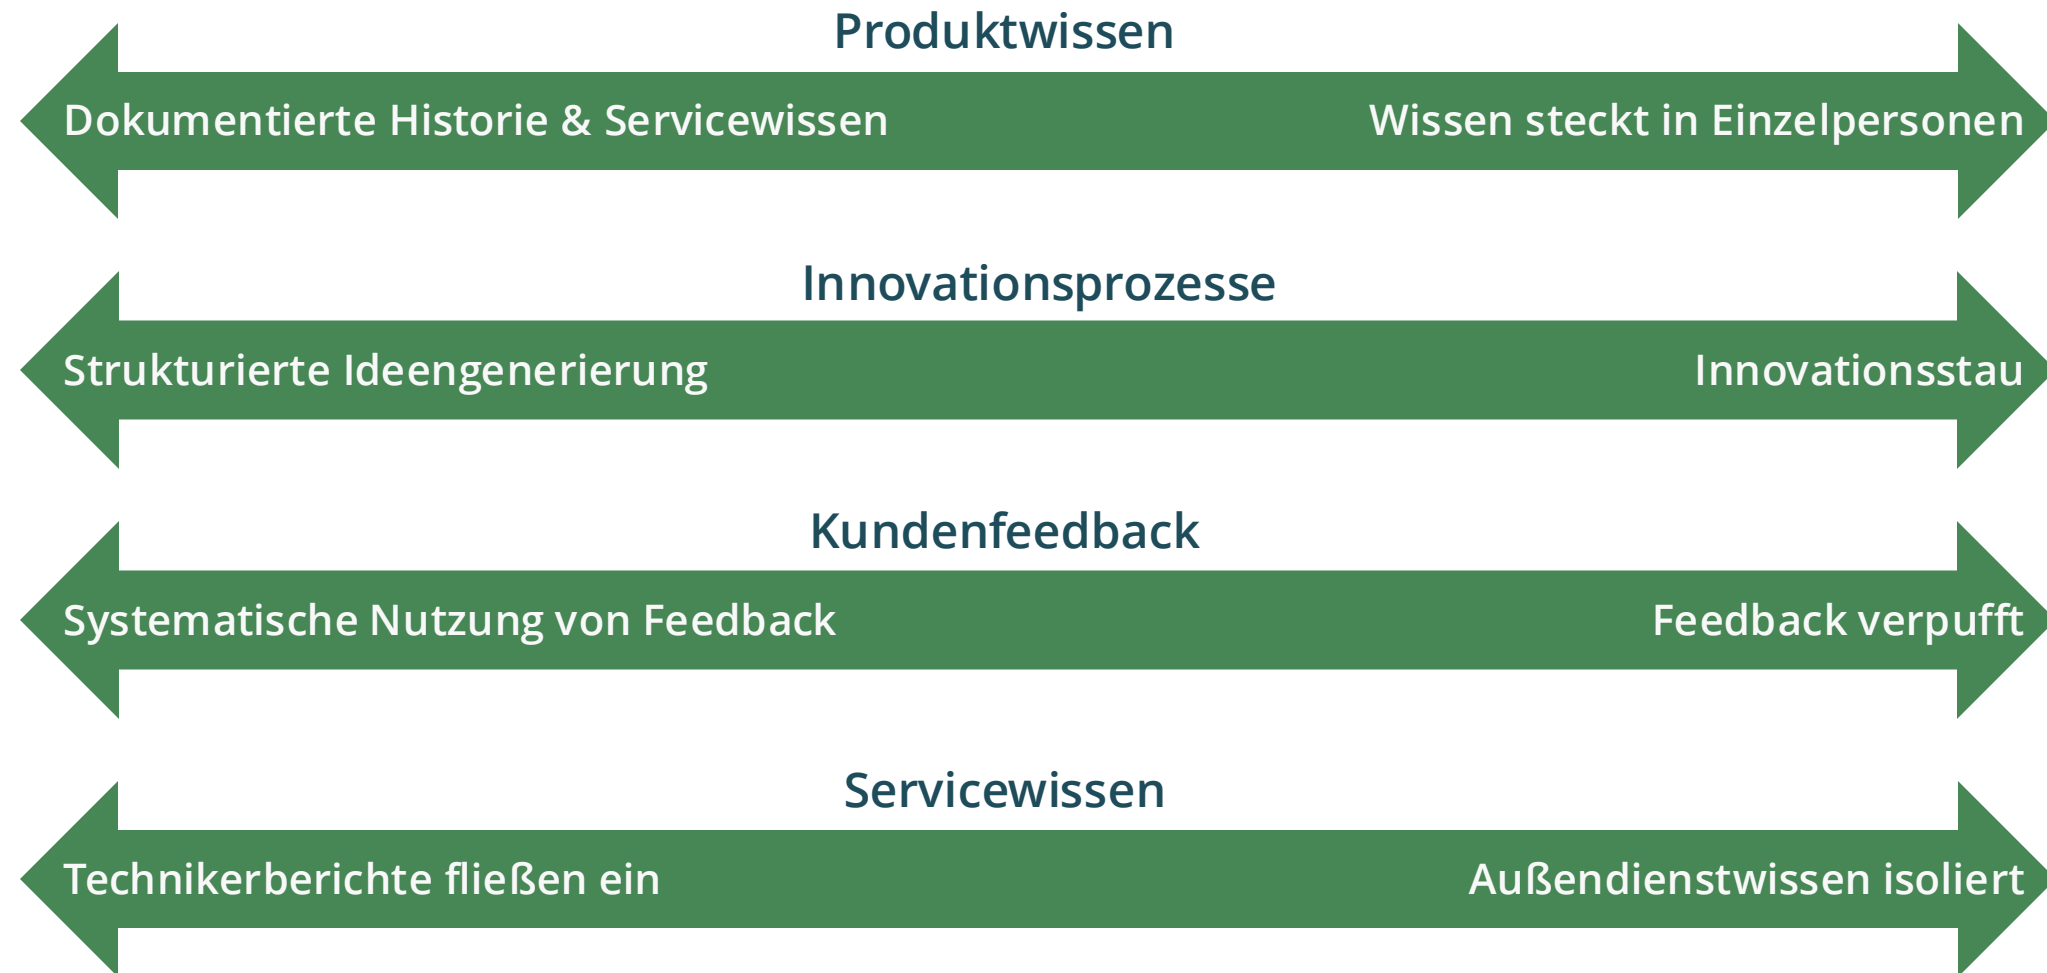 Produktwissen
Dokumentierte Historie & Servicewissen
Wissen steckt in Einzelpersonen
Innovationsprozesse
Strukturierte Ideengenerierung
Innovationsstau
Kundenfeedback
Systematische Nutzung von Feedback
Feedback verpufft
Servicewissen
Technikerberichte fließen ein
Außendienstwissen isoliert